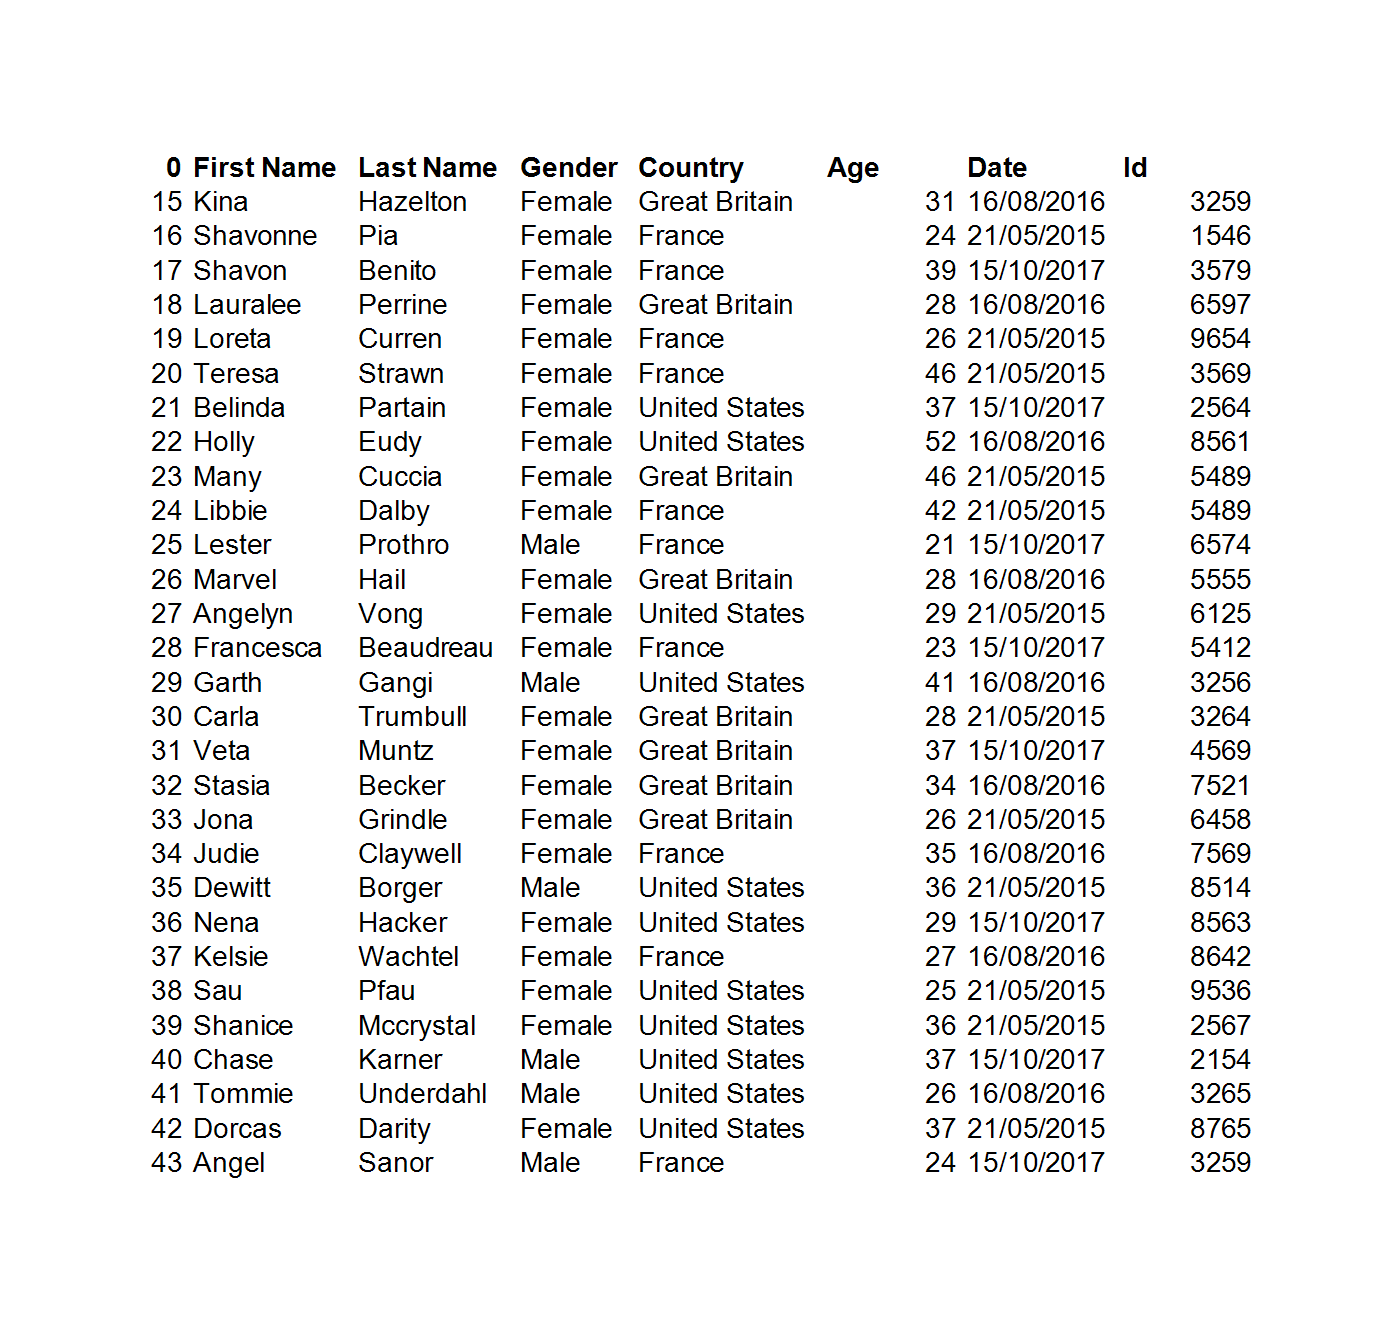 0 First Name Last Name Gender Country Age Date Id
15 Kina Hazelton Female Great Britain 31 16/08/2016 3259
16 Shavonne Pia Female France 24 21/05/2015 1546
17 Shavon Benito Female France 39 15/10/2017 3579
18 Lauralee Perrine Female Great Britain 28 16/08/2016 6597
19 Loreta Curren Female France 26 21/05/2015 9654
20 Teresa Strawn Female France 46 21/05/2015 3569
21 Belinda Partain Female United States 37 15/10/2017 2564
22 Holly Eudy Female United States 52 16/08/2016 8561
23 Many Cuccia Female Great Britain 46 21/05/2015 5489
24 Libbie Dalby Female France 42 21/05/2015 5489
25 Lester Prothro Male France 21 15/10/2017 6574
26 Marvel Hail Female Great Britain 28 16/08/2016 5555
27 Angelyn Vong Female United States 29 21/05/2015 6125
28 Francesca Beaudreau Female France 23 15/10/2017 5412
29 Garth Gangi Male United States 41 16/08/2016 3256
30 Carla Trumbull Female Great Britain 28 21/05/2015 3264
31 Veta Muntz Female Great Britain 37 15/10/2017 4569
32 Stasia Becker Female Great Britain 34 16/08/2016 7521
33 Jona Grindle Female Great Britain 26 21/05/2015 6458
34 Judie Claywell Female France 35 16/08/2016 7569
35 Dewitt Borger Male United States 36 21/05/2015 8514
36 Nena Hacker Female United States 29 15/10/2017 8563
37 Kelsie Wachtel Female France 27 16/08/2016 8642
38 Sau Pfau Female United States 25 21/05/2015 9536
39 Shanice Mccrystal Female United States 36 21/05/2015 2567
40 Chase Karner Male United States 37 15/10/2017 2154
41 Tommie Underdahl Male United States 26 16/08/2016 3265
42 Dorcas Darity Female United States 37 21/05/2015 8765
43 Angel Sanor Male France 24 15/10/2017 3259